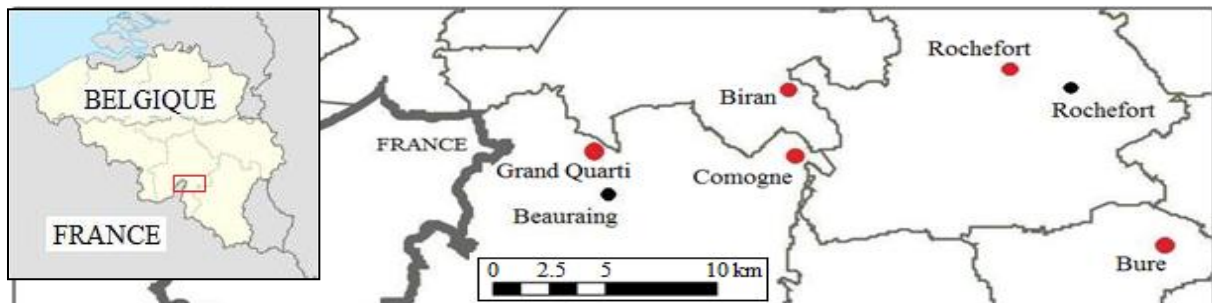 BELGIQUE
FRANCE
FRANCE
Rochefort
Biran
Rochefort
Grand Quarti
Comogne
Beauraing
Bure
0 2.5 5 10 km